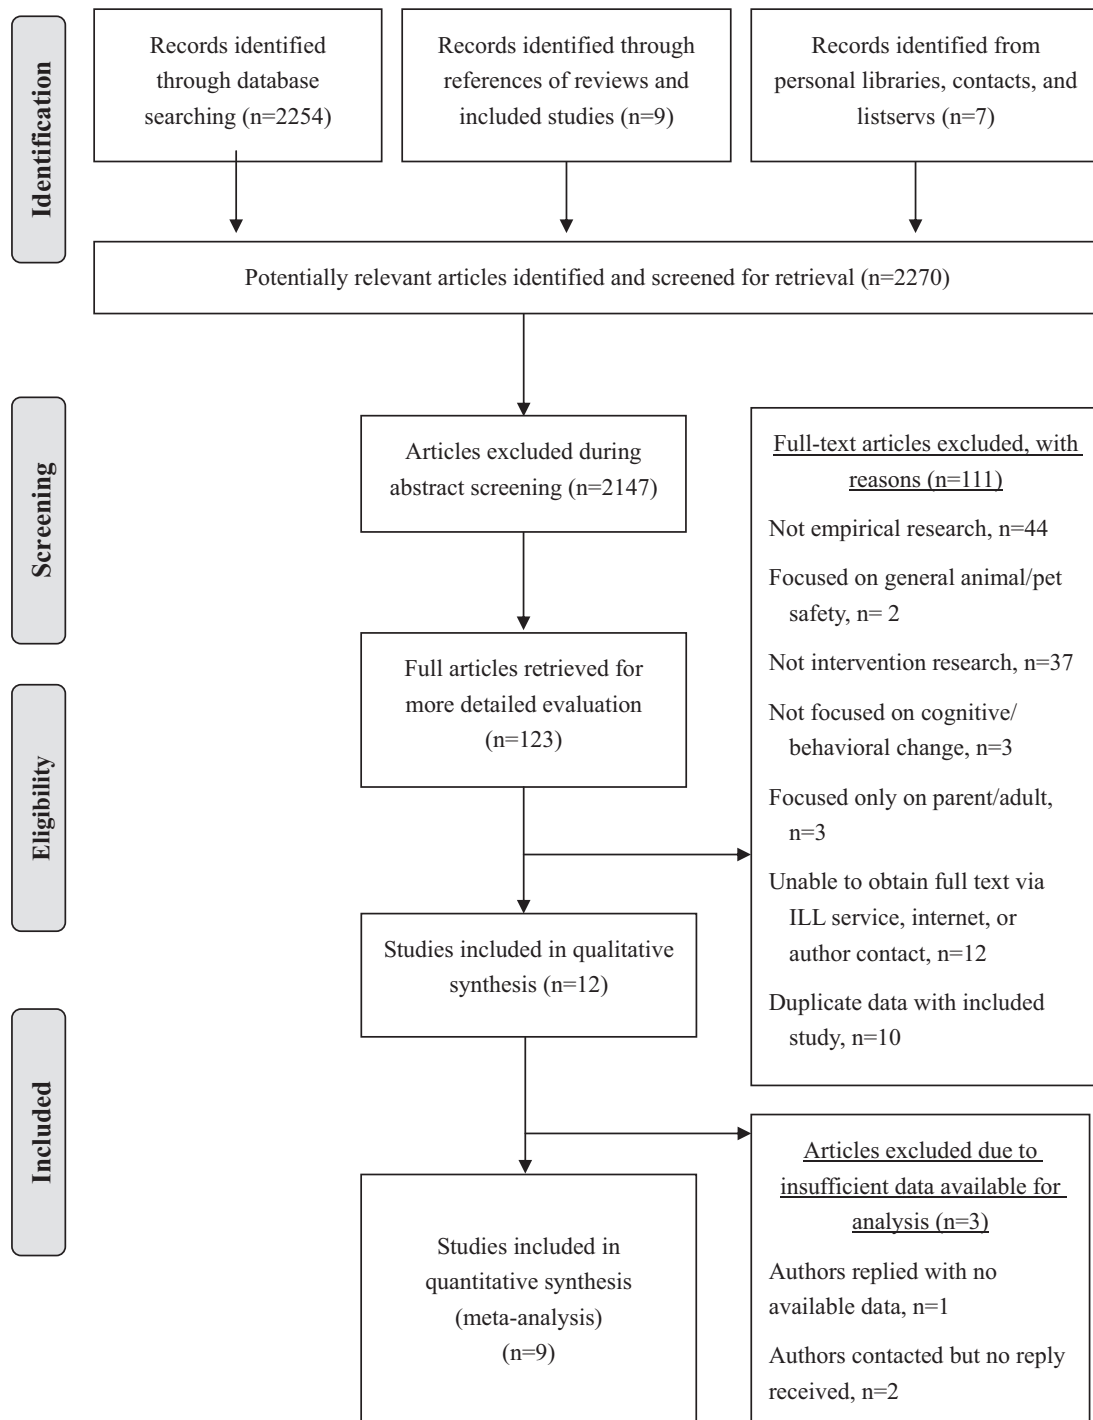 Identification
Records identified
through database
searching (n=2254)
Records identified through
references of reviews and
included studies (n=9)
Records identified from
personal libraries, contacts, and
listservs (n=7)
Potentially relevant articles identified and screened for retrieval (n=2270)
Screening
Articles excluded during
abstract screening (n=2147)
Full articles retrieved for
more detailed evaluation
(n=123)
Full-text articles excluded, with
reasons (n=111)
Not empirical research, n=44
Focused on general animal/pet
safety, n= 2
Not intervention research, n=37
Not focused on cognitive/
behavioral change, n=3
Focused only on parent/adult,
n=3
Unable to obtain full text via
ILL service, internet, or
author contact, n=12
Duplicate data with included
study, n=10
Eligibility
Studies included in qualitative
synthesis (n=12)
Included
Studies included in
quantitative synthesis
(meta-analysis)
(n=9)
Articles excluded due to
insufficient data available for
analysis (n=3)
Authors replied with no
available data, n=1
Authors contacted but no reply
received, n=2